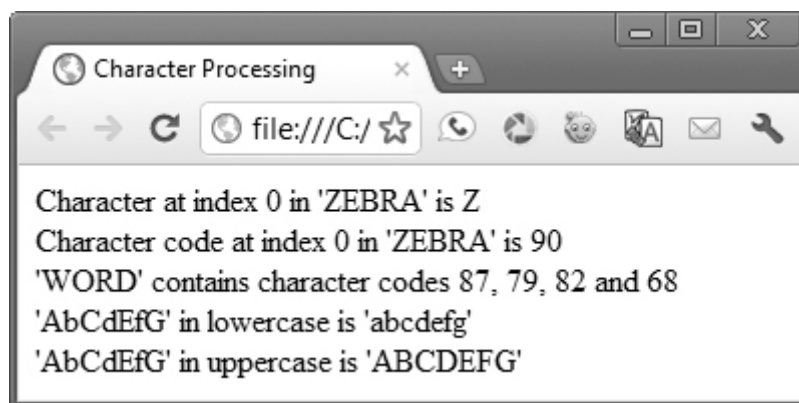 Character Processing
file:///C:/
Character at index 0 in 'ZEBRA' is Z
Character code at index 0 in 'ZEBRA' is 90
'WORD' contains character codes 87, 79, 82 and 68
'AbCdEfG' in lowercase is 'abcdefg'
'AbCdEfG' in uppercase is 'ABCDEFG'